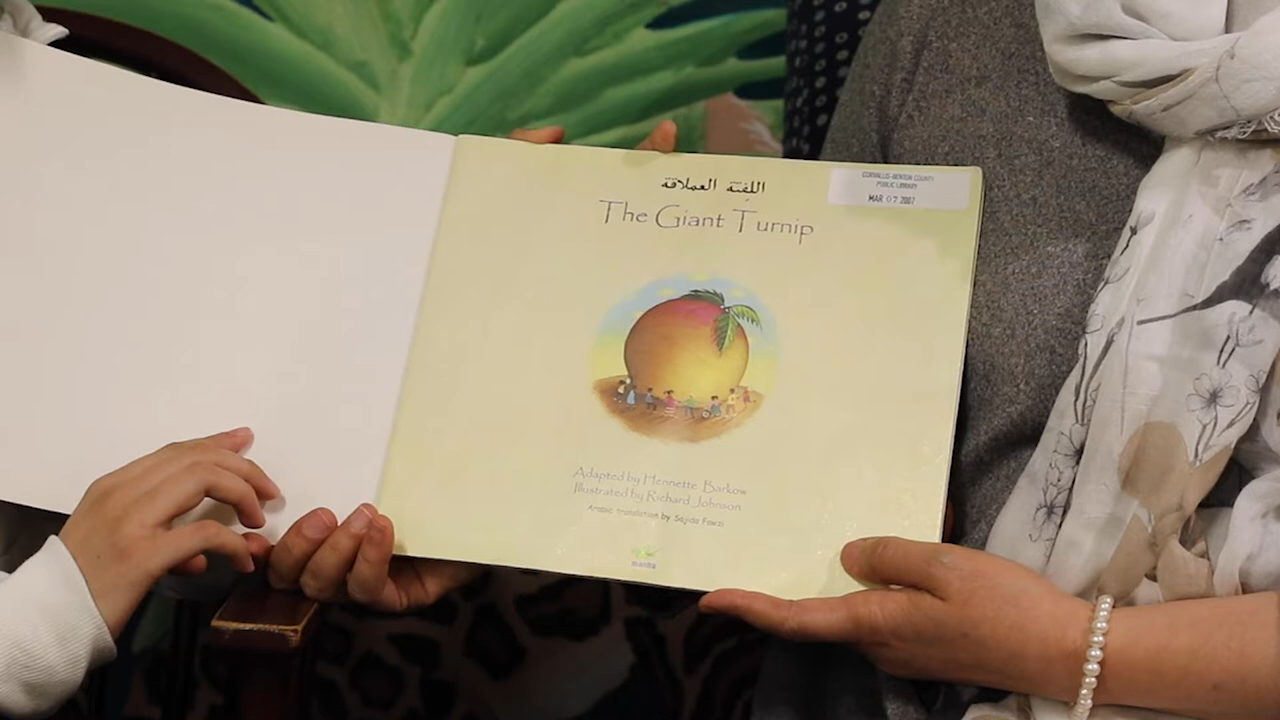 اللفتة العملاقة
The Giant Turnip
CORVALLIS-BENTON COUNTY
PUBLIC LIBRARY
MAR 07 2007
Adapted by Henriette Barkow
Illustrated by Richard Johnson
Arabic translation by Sajida Fawzi
mantra